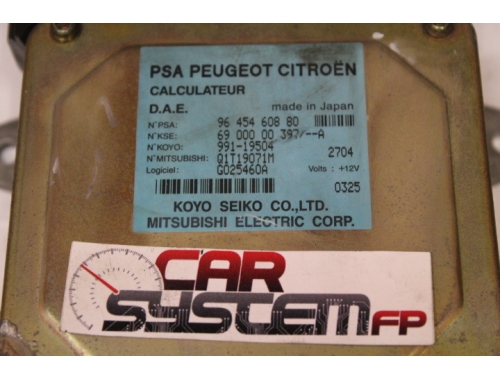 PSA PEUGEOT CITROËN
CALCULATEUR
D.A.E. made in Japan
N°PSA: 96 454 608 80
N°KSE: 69 000 00 397/--A
N°KOYO: 991-19504 2704
N°MITSUBISHI: Q1T19071M
Logiciel: G025460A Volts : +12V
0325
KOYO SEIKO CO.,LTD.
MITSUBISHI ELECTRIC CORP.
CAR
SYSTEM FP